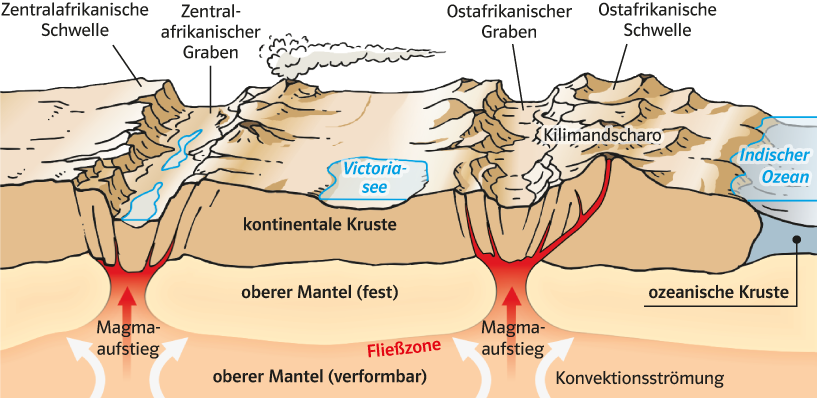 Zentralafrikanische
Schwelle
Zentral-
afrikanischer
Graben
Ostafrikanischer
Graben
Ostafrikanische
Schwelle
Kilimandscharo
Victoria-
see
Indischer
Ozean
kontinentale Kruste
oberer Mantel (fest)
ozeanische Kruste
Magma-
aufstieg
Fließzone
Magma-
aufstieg
oberer Mantel (verformbar)
Konvektionsströmung